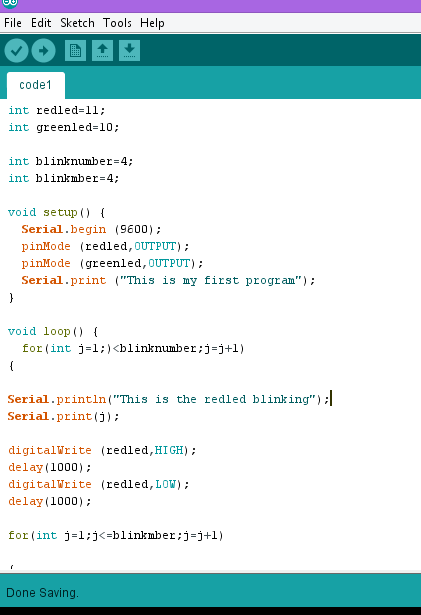 File Edit Sketch Tools Help
code1
int redled=11;
int greenled=10;
int blinknumber=4;
int blinkmber=4;
void setup() {
Serial.begin (9600);
pinMode (redled,OUTPUT);
pinMode (greenled,OUTPUT);
Serial.print ("This is my first program");
}
void loop() {
for(int j=1;)<blinknumber;j=j+1)
{
Serial.println("This is the redled blinking");
Serial.print(j);
digitalWrite (redled,HIGH);
delay(1000);
digitalWrite (redled,LOW);
delay(1000);
for(int j=1;j<=blinkmber;j=j+1)
{
Done Saving.